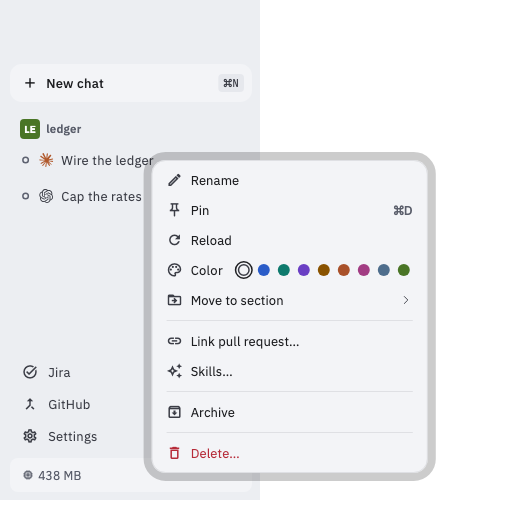 New chat ⌘N
LE ledger
Wire the ledger
Cap the rates
Rename
Pin ⌘D
Reload
Color
Move to section
Link pull request...
Skills...
Archive
Delete...
Jira
GitHub
Settings
438 MB